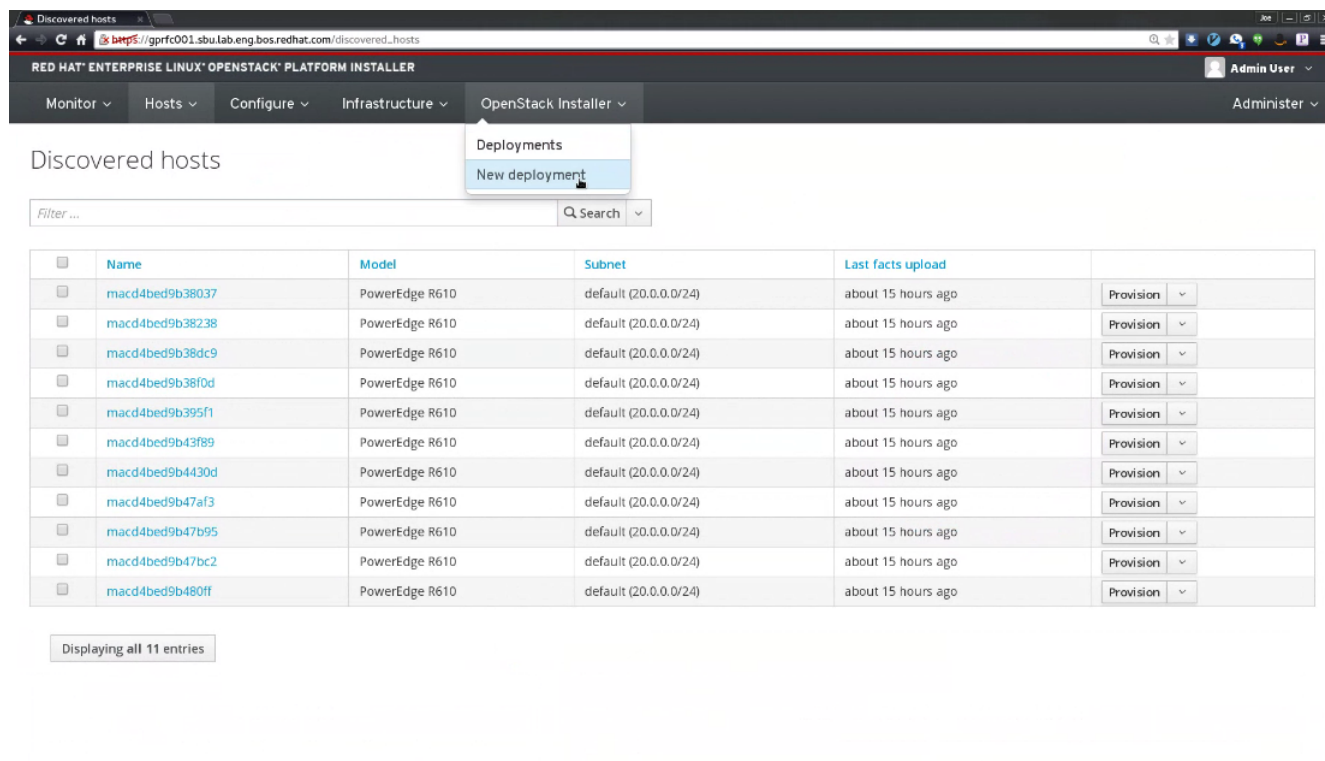 Discovered hosts
Joe
https://gprfc001.sbu.lab.eng.bos.redhat.com/discovered_hosts
RED HAT® ENTERPRISE LINUX® OPENSTACK® PLATFORM INSTALLER
Admin User
Monitor Hosts Configure Infrastructure OpenStack Installer Administer
Deployments
New deployment
Discovered hosts
Filter ...
Search
Name Model Subnet Last facts upload
macd4bed9b38037 PowerEdge R610 default (20.0.0.0/24) about 15 hours ago Provision
macd4bed9b38238 PowerEdge R610 default (20.0.0.0/24) about 15 hours ago Provision
macd4bed9b38dc9 PowerEdge R610 default (20.0.0.0/24) about 15 hours ago Provision
macd4bed9b38f0d PowerEdge R610 default (20.0.0.0/24) about 15 hours ago Provision
macd4bed9b395f1 PowerEdge R610 default (20.0.0.0/24) about 15 hours ago Provision
macd4bed9b43f89 PowerEdge R610 default (20.0.0.0/24) about 15 hours ago Provision
macd4bed9b4430d PowerEdge R610 default (20.0.0.0/24) about 15 hours ago Provision
macd4bed9b47af3 PowerEdge R610 default (20.0.0.0/24) about 15 hours ago Provision
macd4bed9b47b95 PowerEdge R610 default (20.0.0.0/24) about 15 hours ago Provision
macd4bed9b47bc2 PowerEdge R610 default (20.0.0.0/24) about 15 hours ago Provision
macd4bed9b480ff PowerEdge R610 default (20.0.0.0/24) about 15 hours ago Provision
Displaying all 11 entries